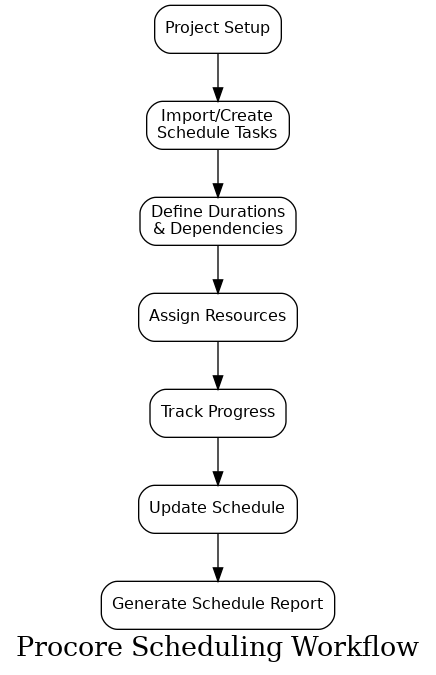 Project Setup
Import/Create
Schedule Tasks
Define Durations
& Dependencies
Assign Resources
Track Progress
Update Schedule
Generate Schedule Report
Procore Scheduling Workflow